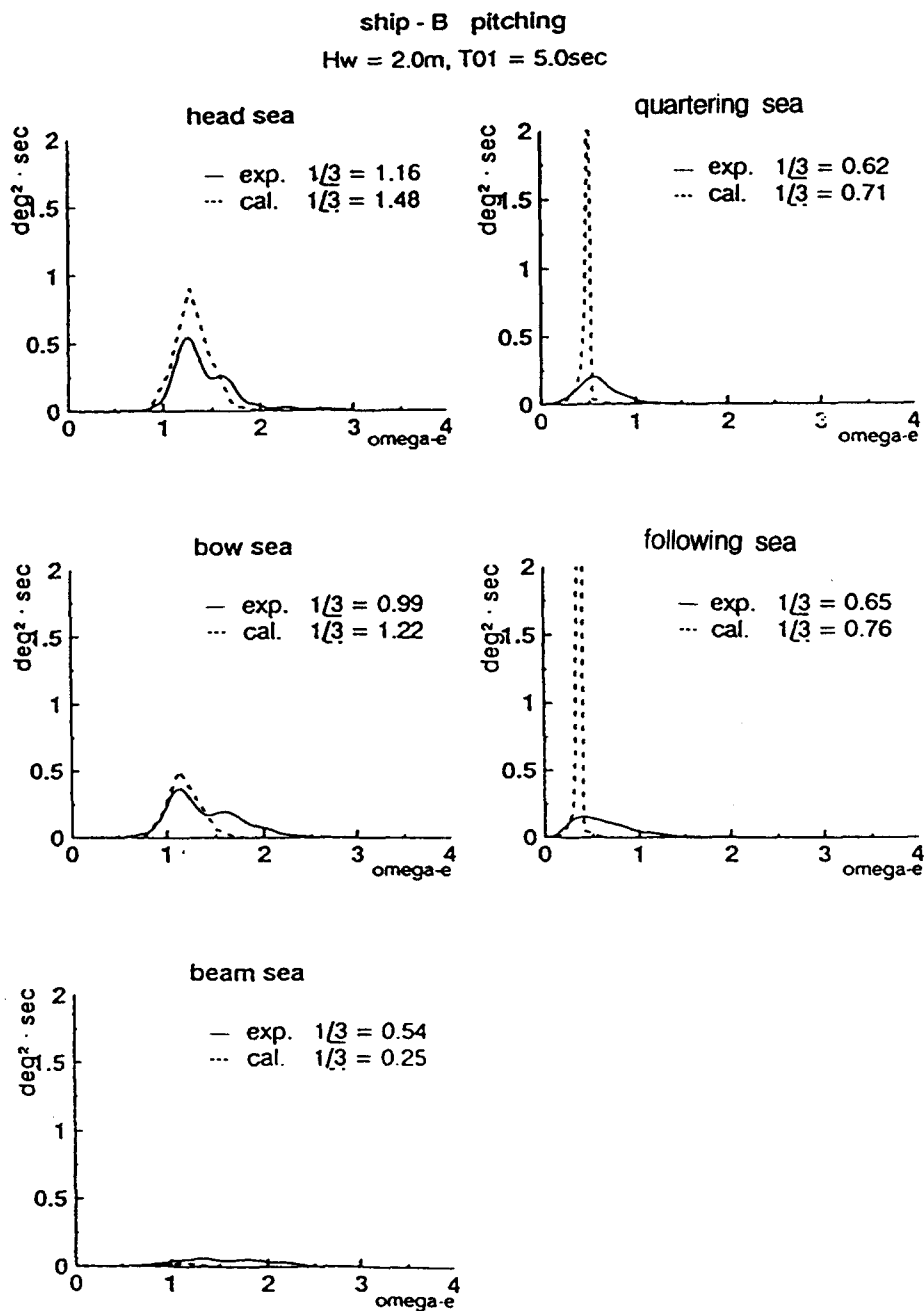 ship - B pitching
Hw = 2.0m, T01 = 5.0sec
head sea
deg² · sec
2
1.5
1
0.5
0
— exp. 1/3 = 1.16
--- cal. 1/3 = 1.48
0 1 2 3 4
omega-e
quartering sea
deg² · sec
2
1.5
1
0.5
0
— exp. 1/3 = 0.62
--- cal. 1/3 = 0.71
0 1 2 3 4
omega-e
bow sea
deg² · sec
2
1.5
1
0.5
0
— exp. 1/3 = 0.99
--- cal. 1/3 = 1.22
0 1 2 3 4
omega-e
following sea
deg² · sec
2
1.5
1
0.5
0
— exp. 1/3 = 0.65
--- cal. 1/3 = 0.76
0 1 2 3 4
omega-e
beam sea
deg² · sec
2
1.5
1
0.5
0
— exp. 1/3 = 0.54
--- cal. 1/3 = 0.25
0 1 2 3 4
omega-e